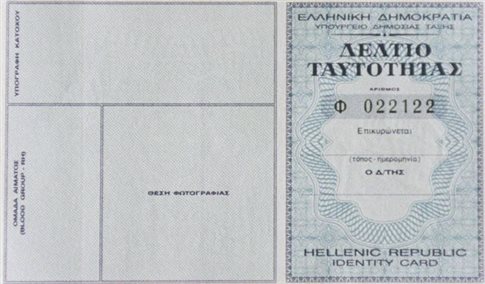 ΥΠΟΓΡΑΦΗ ΚΑΤΟΧΟΥ
ΟΜΑΔΑ ΑΙΜΑΤΟΣ
(BLOOD GROUP - RH)
ΘΕΣΗ ΦΩΤΟΓΡΑΦΙΑΣ
ΕΛΛΗΝΙΚΗ ΔΗΜΟΚΡΑΤΙΑ
ΥΠΟΥΡΓΕΙΟ ΔΗΜΟΣΙΑΣ ΤΑΞΗΣ
ΔΕΛΤΙΟ
ΤΑΥΤΟΤΗΤΑΣ
ΑΡΙΘΜΟΣ
Φ 022122
Επικυρώνεται
(τόπος - ημερομηνία)
Ο Δ/ΤΗΣ
HELLENIC REPUBLIC
IDENTITY CARD